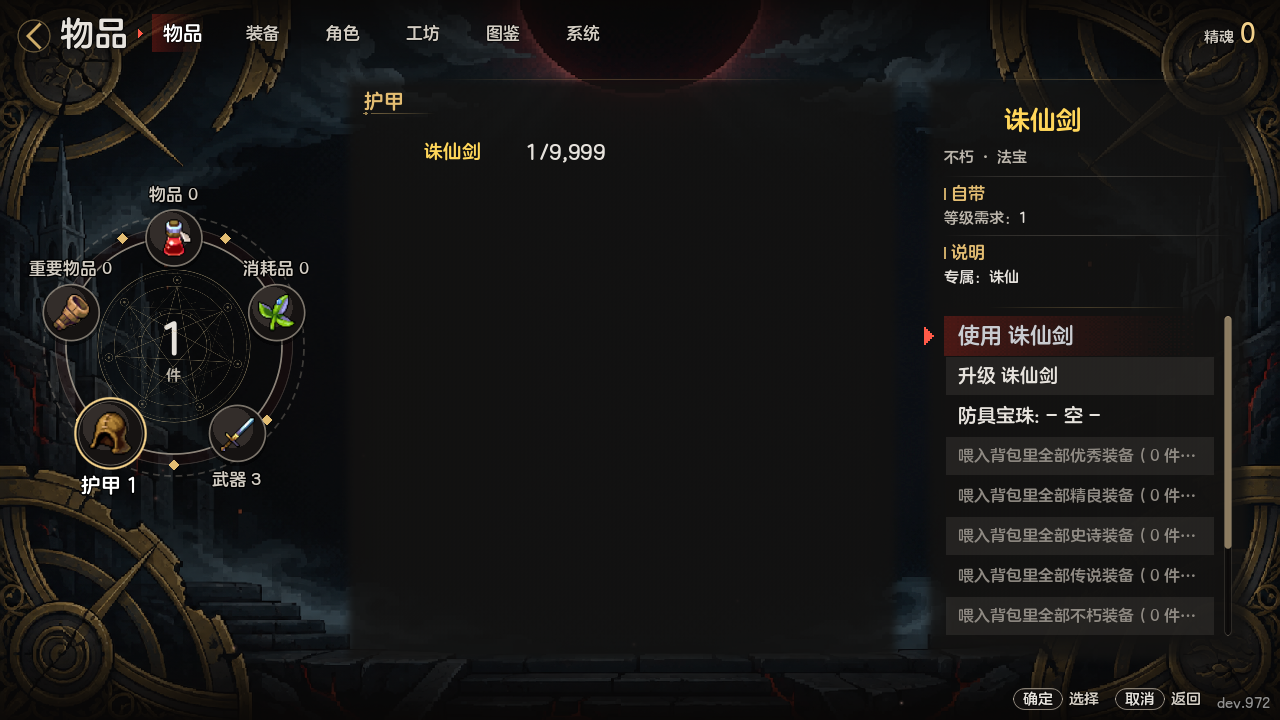 物品
物品 装备 角色 工坊 图鉴 系统
精魂 0
护甲
诛仙剑 1/9,999
物品 0
重要物品 0
消耗品 0
1
件
护甲 1
武器 3
诛仙剑
不朽 · 法宝
自带
等级需求: 1
说明
专属: 诛仙
使用 诛仙剑
升级 诛仙剑
防具宝珠: - 空 -
喂入背包里全部优秀装备 ( 0 件…
喂入背包里全部精良装备 ( 0 件…
喂入背包里全部史诗装备 ( 0 件…
喂入背包里全部传说装备 ( 0 件…
喂入背包里全部不朽装备 ( 0 件…
确定 选择 取消 返回
dev.972